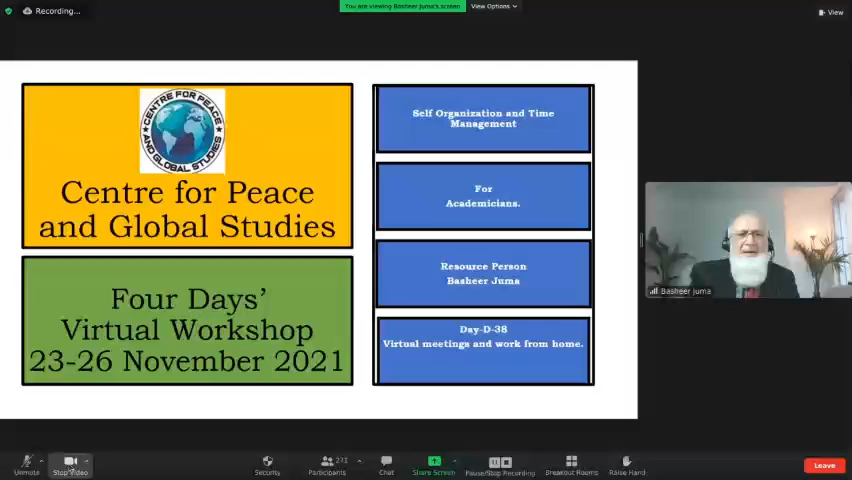 Recording...
You are viewing Basheer Juma's screen
View Options
View
CENTRE FOR PEACE
AND GLOBAL STUDIES
Centre for Peace
and Global Studies
Four Days’
Virtual Workshop
23-26 November 2021
Self Organization and Time
Management
For
Academicians.
Resource Person
Basheer Juma
Day-D-38
Virtual meetings and work from home.
Basheer Juma
Unmute
Stop Video
Security
Participants
271
Chat
Share Screen
Pause/Stop Recording
Breakout Rooms
Raise Hand
Leave